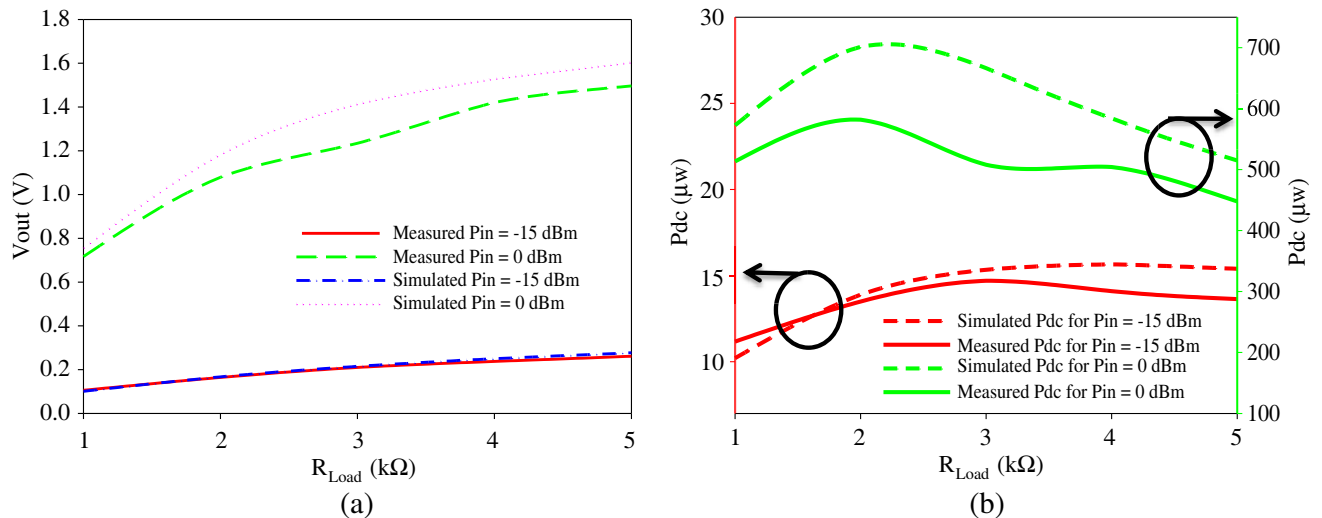 1.8
1.6
1.4
1.2
1.0
0.8
0.6
0.4
0.2
0.0
Vout (V)
Measured Pin = -15 dBm
Measured Pin = 0 dBm
Simulated Pin = -15 dBm
Simulated Pin = 0 dBm
1 2 3 4 5
R_Load (kΩ)
(a)
30
25
20
15
10
Pdc (μw)
700
600
500
400
300
200
100
Pdc (μw)
Simulated Pdc for Pin = -15 dBm
Measured Pdc for Pin = -15 dBm
Simulated Pdc for Pin = 0 dBm
Measured Pdc for Pin = 0 dBm
1 2 3 4 5
R_Load (kΩ)
(b)